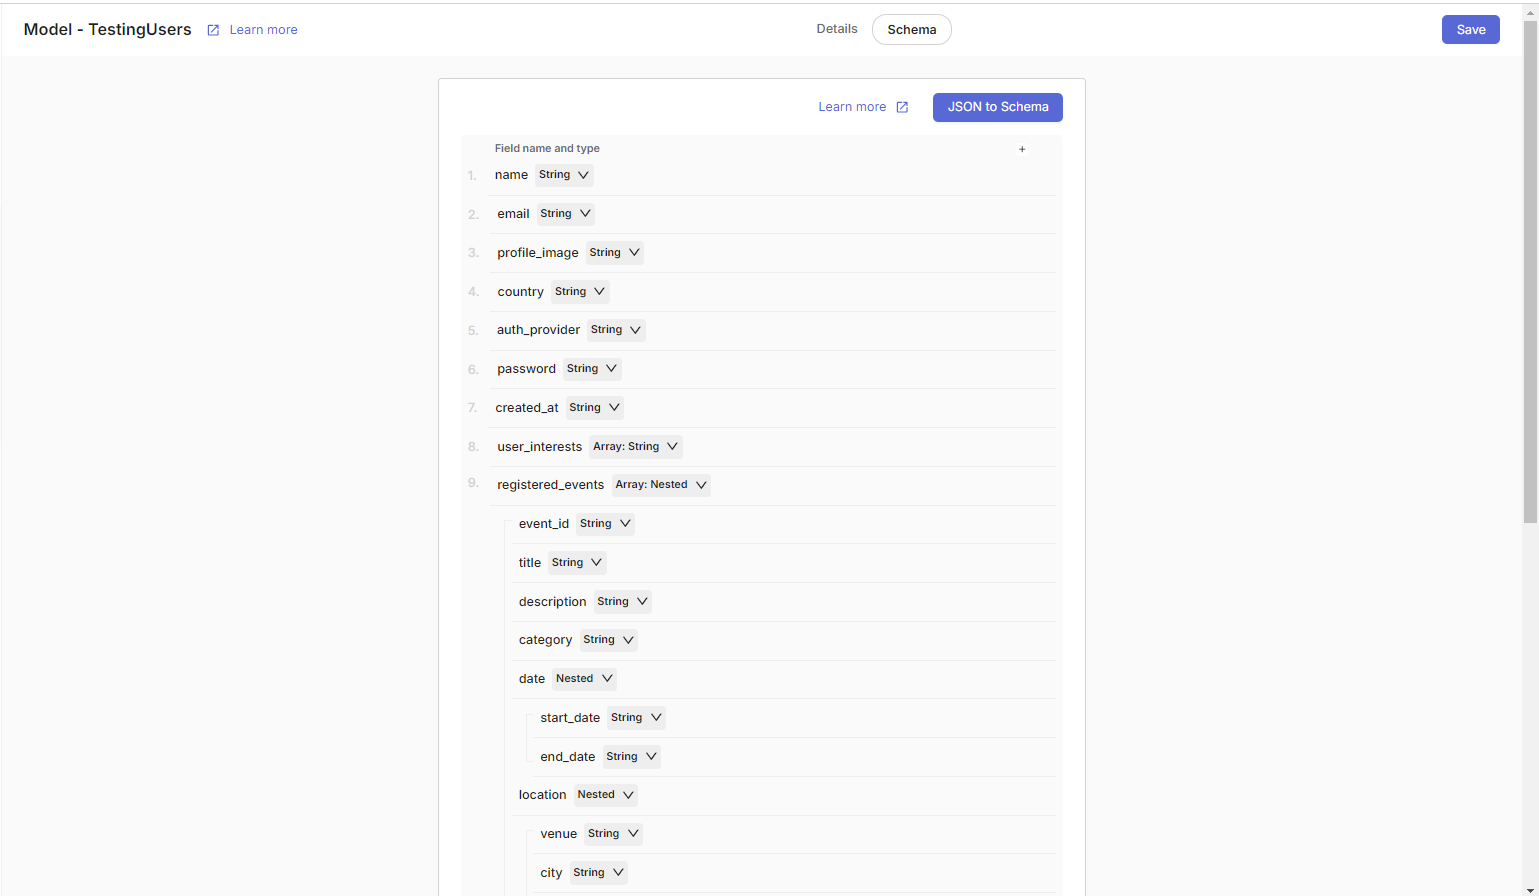 Model - TestingUsers Learn more Details Schema Save
Learn more JSON to Schema
Field name and type +
1. name String
2. email String
3. profile_image String
4. country String
5. auth_provider String
6. password String
7. created_at String
8. user_interests Array: String
9. registered_events Array: Nested
event_id String
title String
description String
category String
date Nested
start_date String
end_date String
location Nested
venue String
city String